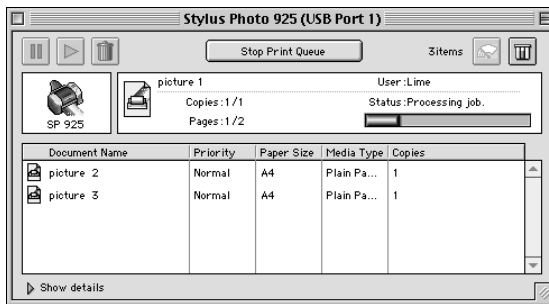 Stylus Photo 925 (USB Port 1)
Stop Print Queue
3items
SP 925
picture 1
User:Lime
Copies:1/1
Status:Processing job.
Pages:1/2
Document Name Priority Paper Size Media Type Copies
picture 2 Normal A4 Plain Pa... 1
picture 3 Normal A4 Plain Pa... 1
Show details